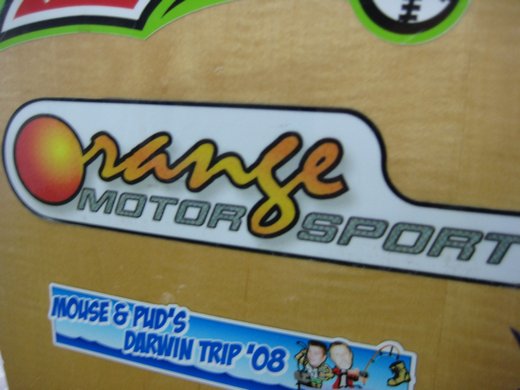 Orange
MOTOR SPORT
MOUSE & PUD'S
DARWIN TRIP '08